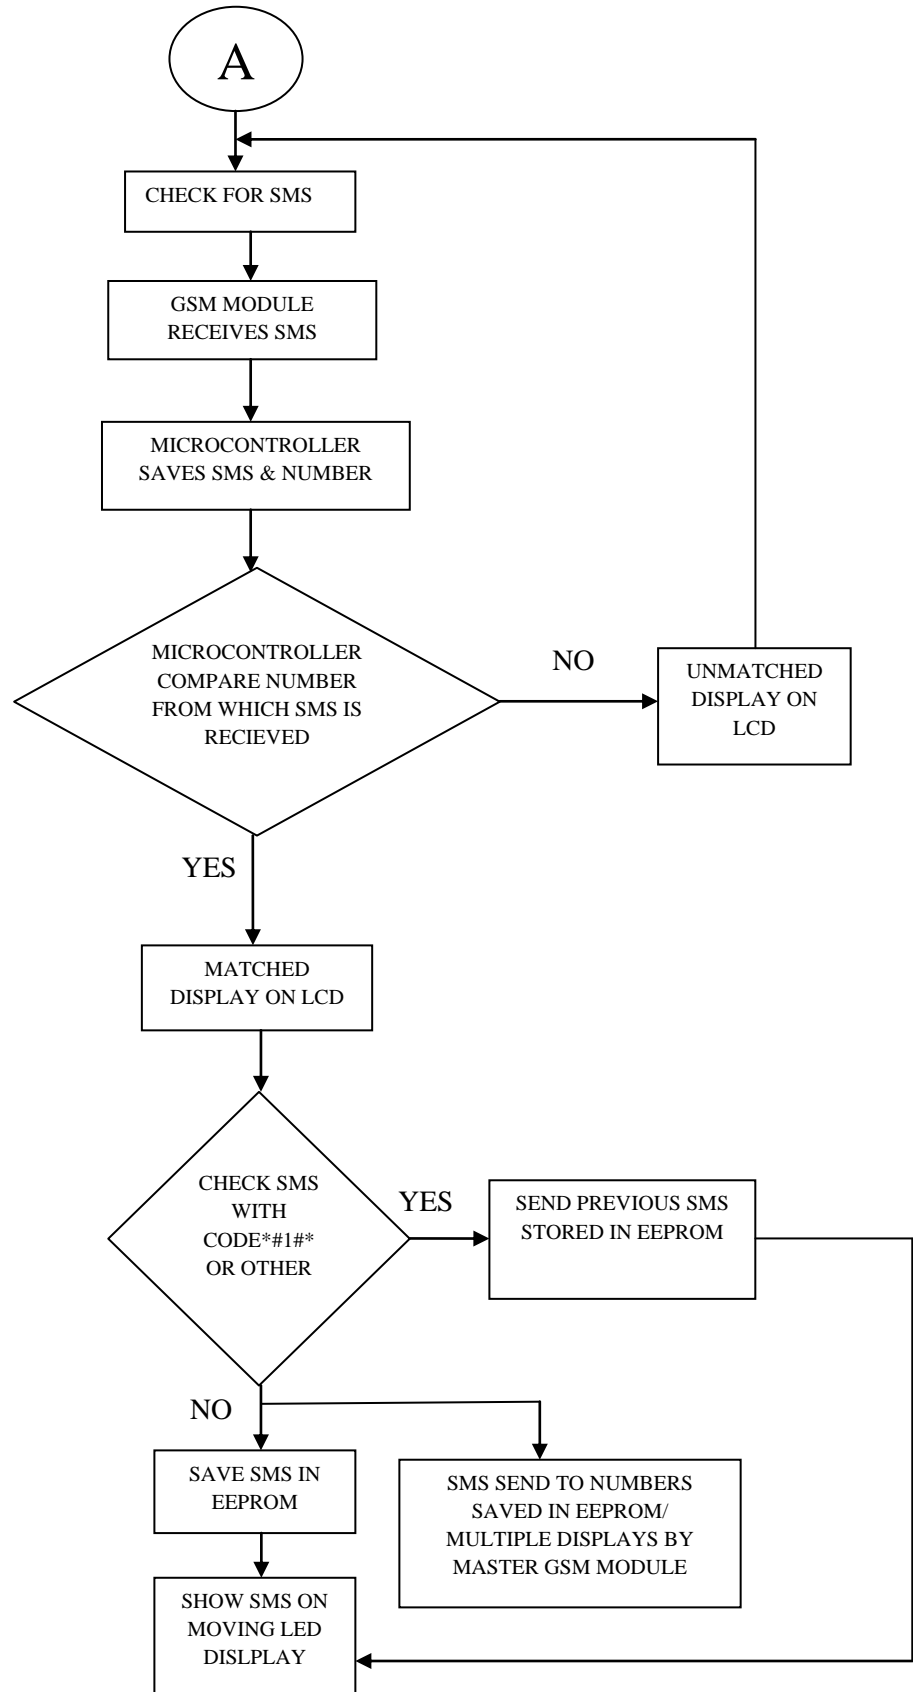 A
CHECK FOR SMS
GSM MODULE
RECEIVES SMS
MICROCONTROLLER
SAVES SMS & NUMBER
MICROCONTROLLER
COMPARE NUMBER
FROM WHICH SMS IS
RECIEVED
NO
UNMATCHED
DISPLAY ON
LCD
YES
MATCHED
DISPLAY ON LCD
CHECK SMS
WITH
CODE*#1#*
OR OTHER
YES
SEND PREVIOUS SMS
STORED IN EEPROM
NO
SAVE SMS IN
EEPROM
SMS SEND TO NUMBERS
SAVED IN EEPROM/
MULTIPLE DISPLAYS BY
MASTER GSM MODULE
SHOW SMS ON
MOVING LED
DISLPLAY